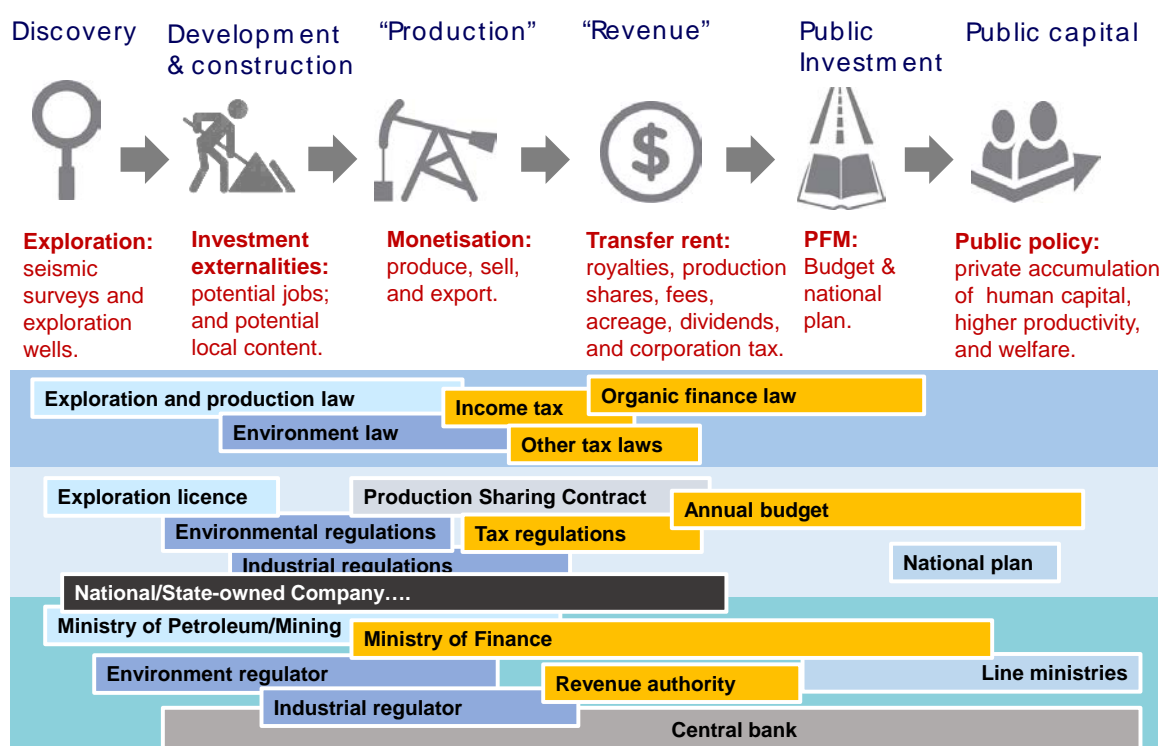 Discovery
Development
& construction
“Production”
“Revenue”
Public
Investment
Public capital
$
Exploration:
seismic
surveys and
exploration
wells.
Investment
externalities:
potential jobs;
and potential
local content.
Monetisation:
produce, sell,
and export.
Transfer rent:
royalties, production
shares, fees,
acreage, dividends,
and corporation tax.
PFM:
Budget &
national
plan.
Public policy:
private accumulation
of human capital,
higher productivity,
and welfare.
Exploration and production law
Income tax
Organic finance law
Environment law
Other tax laws
Exploration licence
Production Sharing Contract
Annual budget
Environmental regulations
Tax regulations
Industrial regulations
National plan
National/State-owned Company….
Ministry of Petroleum/Mining
Ministry of Finance
Environment regulator
Revenue authority
Line ministries
Industrial regulator
Central bank